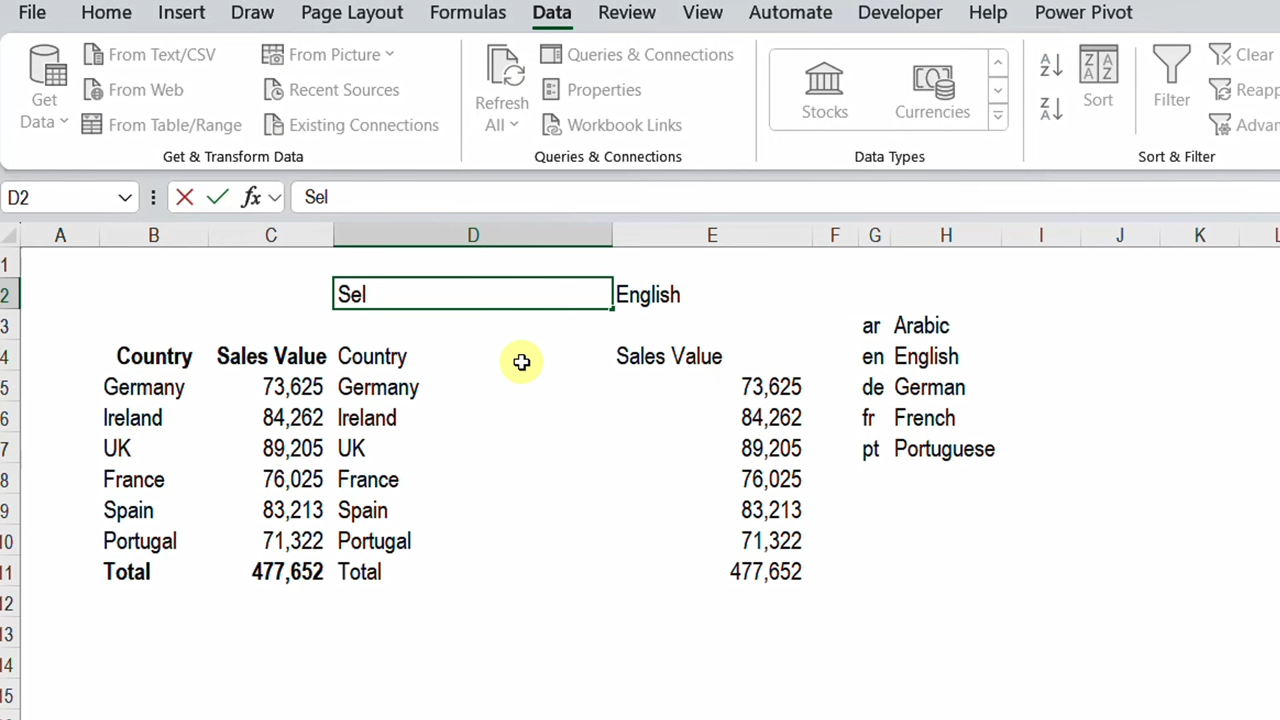 File Home Insert Draw Page Layout Formulas Data Review View Automate Developer Help Power Pivot
Get Data
From Text/CSV
From Web
From Table/Range
From Picture
Recent Sources
Existing Connections
Get & Transform Data
Refresh All
Queries & Connections
Properties
Workbook Links
Queries & Connections
Stocks
Currencies
Data Types
Sort
Filter
Clear
Sort & Filter
D2 fx Sel
A B C D E F G H I J K L
1
2 Sel English
3 ar Arabic
4 Country Sales Value Country Sales Value en English
5 Germany 73,625 Germany 73,625 de German
6 Ireland 84,262 Ireland 84,262 fr French
7 UK 89,205 UK 89,205 pt Portuguese
8 France 76,025 France 76,025
9 Spain 83,213 Spain 83,213
10 Portugal 71,322 Portugal 71,322
11 Total 477,652 Total 477,652
12
13
14
15